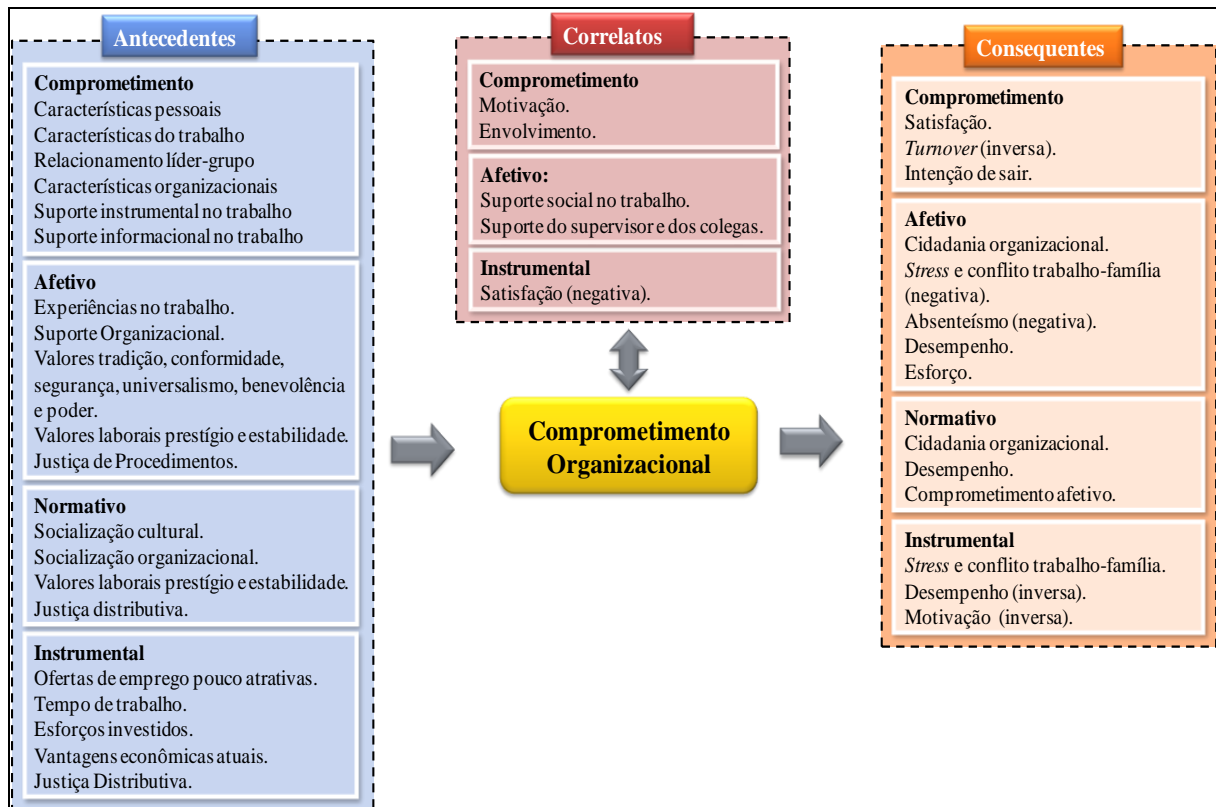 Antecedentes
Comprometimento
Características pessoais
Características do trabalho
Relacionamento líder-grupo
Características organizacionais
Suporte instrumental no trabalho
Suporte informacional no trabalho
Afetivo
Experiências no trabalho.
Suporte Organizacional.
Valores tradição, conformidade,
segurança, universalismo, benevolência
e poder.
Valores laborais prestígio e estabilidade.
Justiça de Procedimentos.
Normativo
Socialização cultural.
Socialização organizacional.
Valores laborais prestígio e estabilidade.
Justiça distributiva.
Instrumental
Ofertas de emprego pouco atrativas.
Tempo de trabalho.
Esforços investidos.
Vantagens econômicas atuais.
Justiça Distributiva.
Correlatos
Comprometimento
Motivação.
Envolvimento.
Afetivo:
Suporte social no trabalho.
Suporte do supervisor e dos colegas.
Instrumental
Satisfação (negativa).
Comprometimento
Organizacional
Consequentes
Comprometimento
Satisfação.
Turnover (inversa).
Intenção de sair.
Afetivo
Cidadania organizacional.
Stress e conflito trabalho-família
(negativa).
Absenteísmo (negativa).
Desempenho.
Esforço.
Normativo
Cidadania organizacional.
Desempenho.
Comprometimento afetivo.
Instrumental
Stress e conflito trabalho-família.
Desempenho (inversa).
Motivação (inversa).